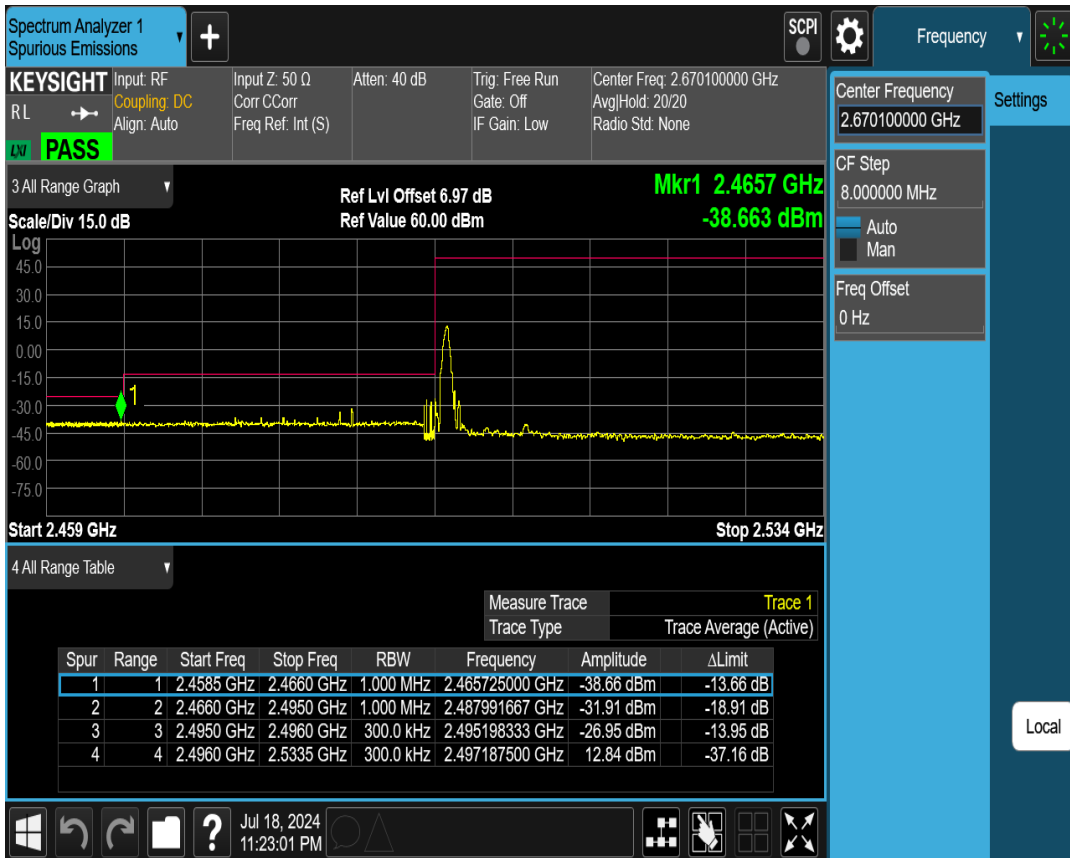 Spectrum Analyzer 1
Spurious Emissions
+
SCPI
Frequency
KEYSIGHT
RL
LXI
PASS
Input: RF
Coupling: DC
Align: Auto
Input Z: 50 Ω
Corr CCorr
Freq Ref: Int (S)
Atten: 40 dB
Trig: Free Run
Gate: Off
IF Gain: Low
Center Freq: 2.670100000 GHz
Avg|Hold: 20/20
Radio Std: None
Center Frequency
2.670100000 GHz
Settings
CF Step
8.000000 MHz
Auto
Man
Freq Offset
0 Hz
Local
3 All Range Graph
Scale/Div 15.0 dB
Ref Lvl Offset 6.97 dB
Ref Value 60.00 dBm
Mkr1 2.4657 GHz
-38.663 dBm
Log
45.0
30.0
15.0
0.00
-15.0
-30.0
-45.0
-60.0
-75.0
1
Start 2.459 GHz
Stop 2.534 GHz
4 All Range Table
Measure Trace Trace 1
Trace Type Trace Average (Active)
Spur Range Start Freq Stop Freq RBW Frequency Amplitude ΔLimit
1 1 2.4585 GHz 2.4660 GHz 1.000 MHz 2.465725000 GHz -38.66 dBm -13.66 dB
2 2 2.4660 GHz 2.4950 GHz 1.000 MHz 2.487991667 GHz -31.91 dBm -18.91 dB
3 3 2.4950 GHz 2.4960 GHz 300.0 kHz 2.495198333 GHz -26.95 dBm -13.95 dB
4 4 2.4960 GHz 2.5335 GHz 300.0 kHz 2.497187500 GHz 12.84 dBm -37.16 dB
?
Jul 18, 2024
11:23:01 PM